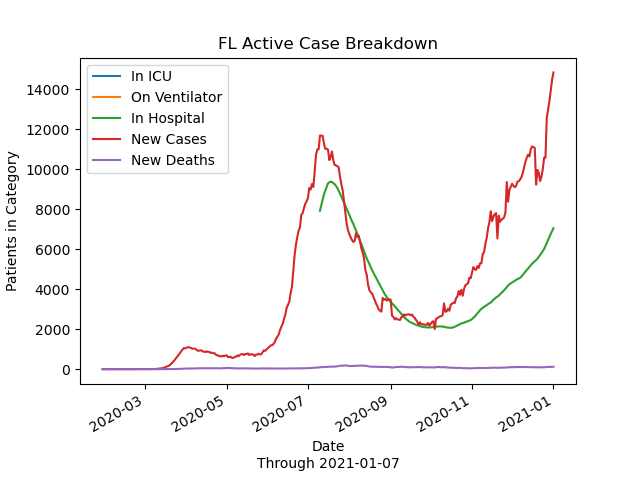 FL Active Case Breakdown
In ICU
On Ventilator
In Hospital
New Cases
New Deaths
Patients in Category
14000
12000
10000
8000
6000
4000
2000
0
2020-03
2020-05
2020-07
2020-09
2020-11
2021-01
Date
Through 2021-01-07